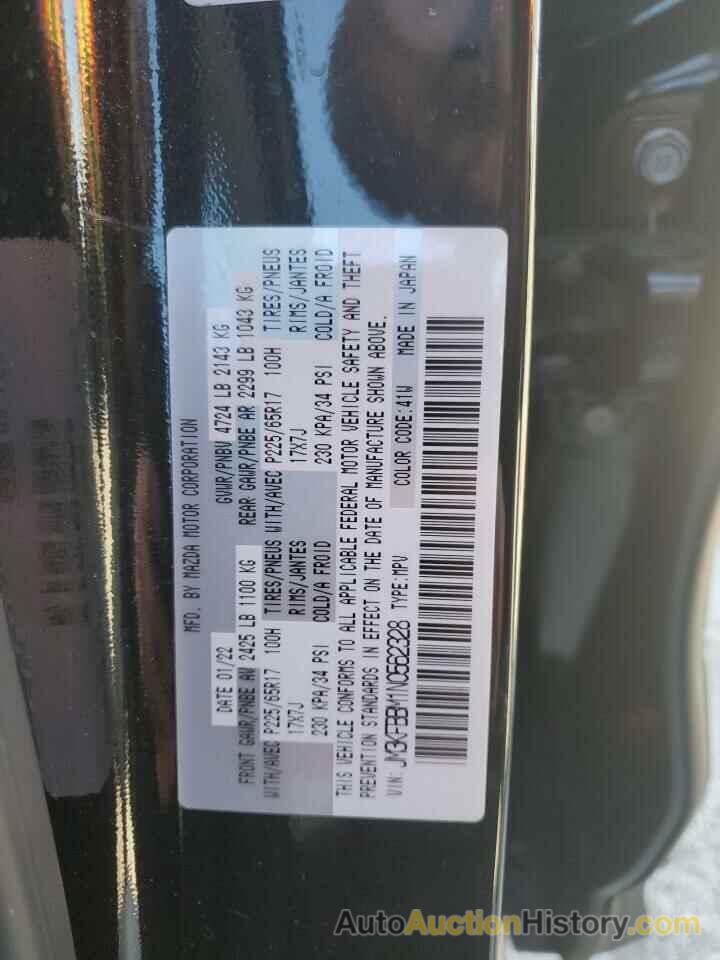 MFD. BY MAZDA MOTOR CORPORATION
DATE 01/22 GVWR/PNBV 4724 LB 2143 KG
FRONT GAWR/PNBE AV 2425 LB 1100 KG REAR GAWR/PNBE AR 2299 LB 1043 KG
WITH/AVEC P225/65R17 100H TIRES/PNEUS WITH/AVEC P225/65R17 100H TIRES/PNEUS
17X7J RIMS/JANTES 17X7J RIMS/JANTES
230 KPA/34 PSI COLD/A FROID 230 KPA/34 PSI COLD/A FROID
THIS VEHICLE CONFORMS TO ALL APPLICABLE FEDERAL MOTOR VEHICLE SAFETY AND THEFT
PREVENTION STANDARDS IN EFFECT ON THE DATE OF MANUFACTURE SHOWN ABOVE.
VIN: JM3KFBBM1N0562328 TYPE:MPV COLOR CODE:41W MADE IN JAPAN
AutoAuctionHistory.com